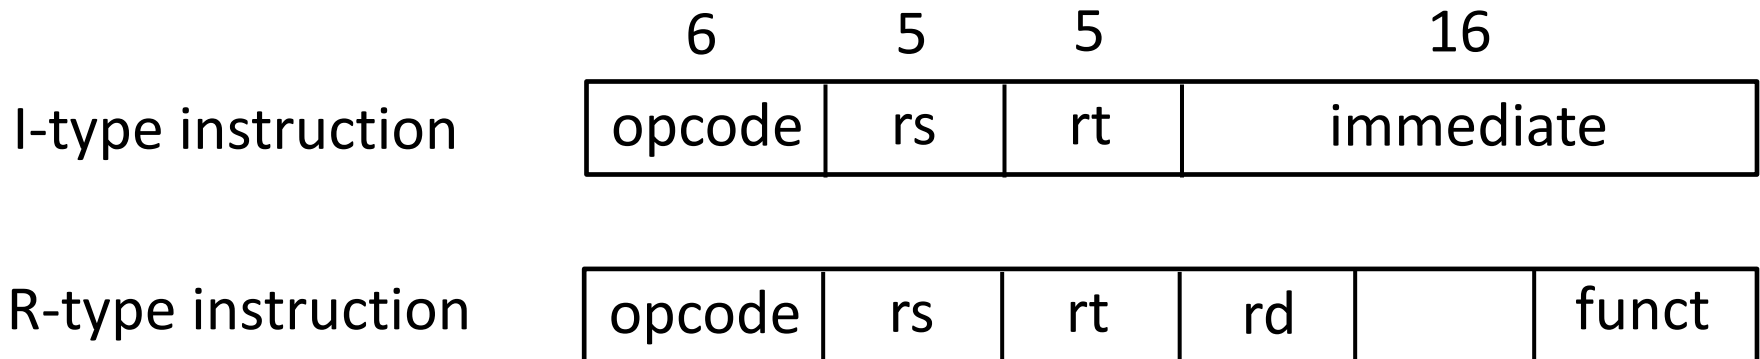 6 5 5 16
I-type instruction opcode rs rt immediate
R-type instruction opcode rs rt rd funct